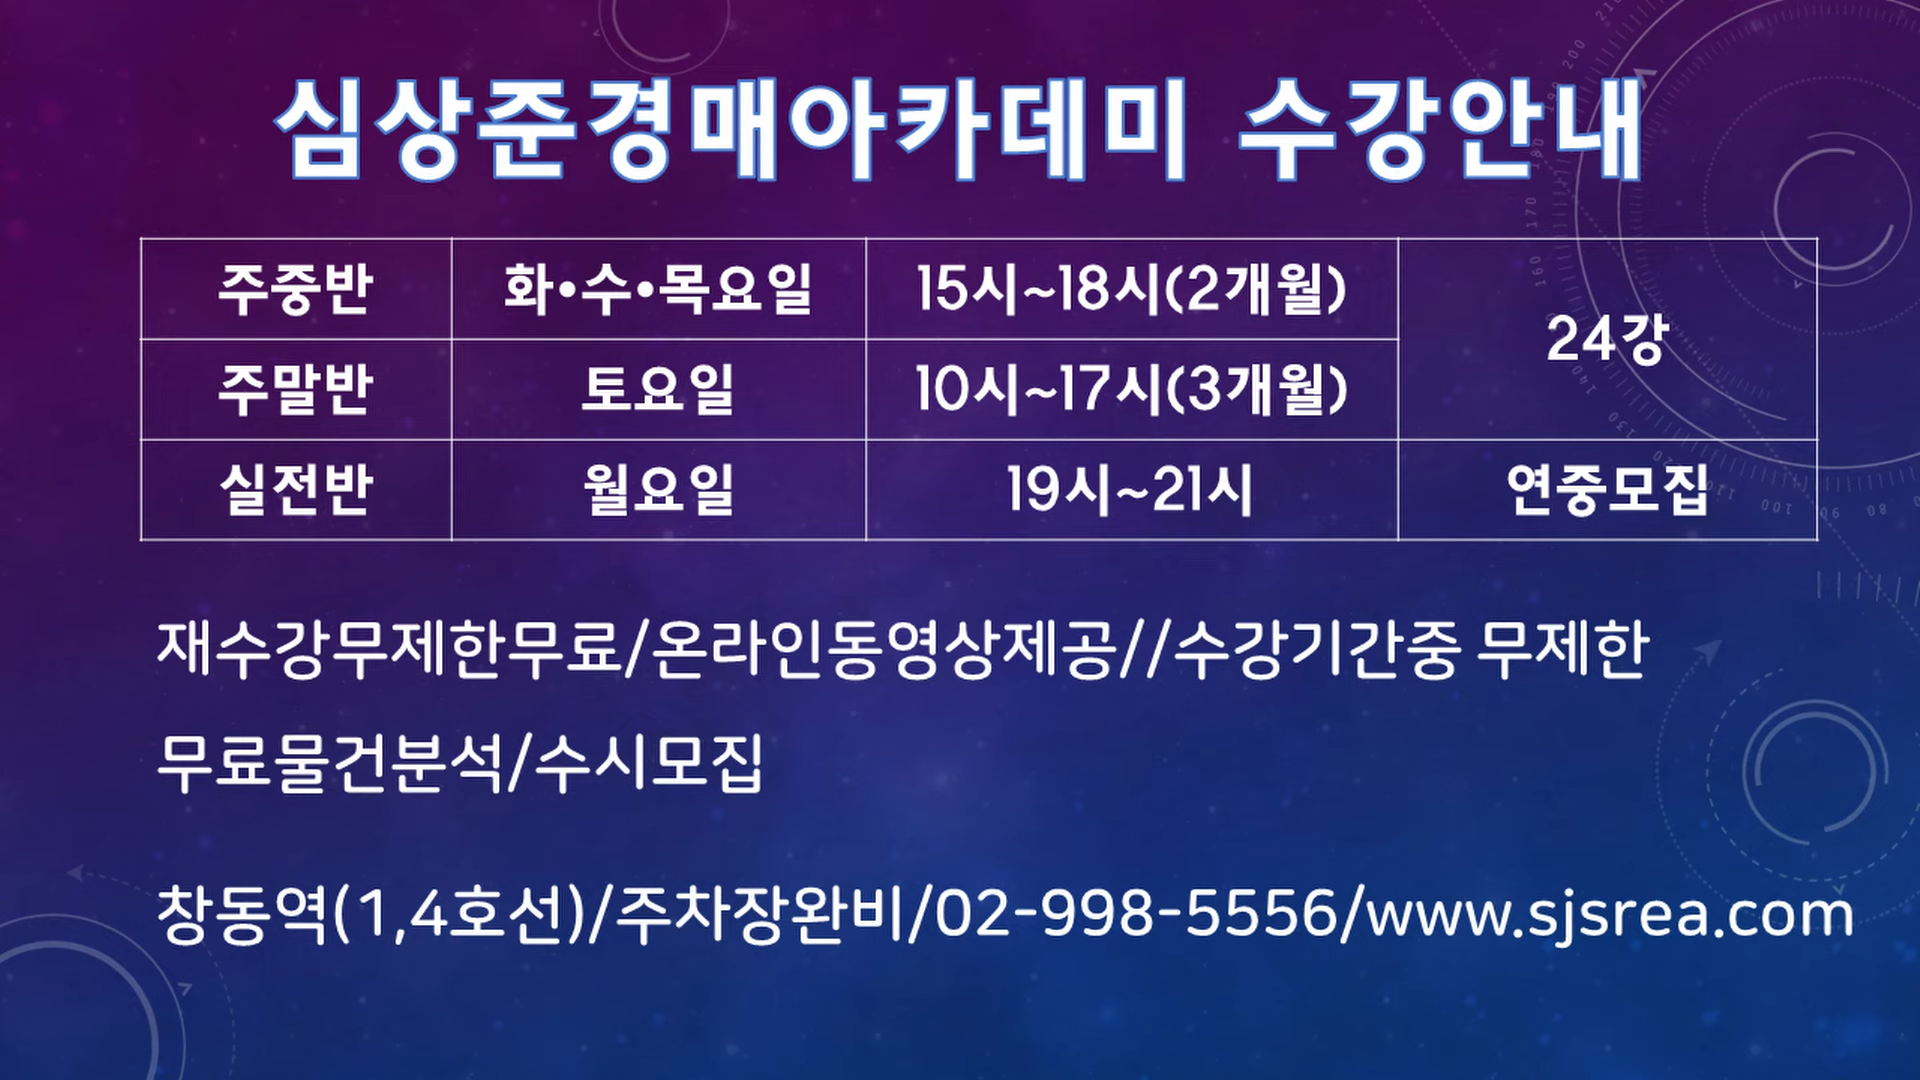 심상준경매아카데미 수강안내
주중반 화•수•목요일 15시~18시(2개월) 24강
주말반 토요일 10시~17시(3개월)
실전반 월요일 19시~21시 연중모집
재수강무제한무료/온라인동영상제공//수강기간중 무제한
무료물건분석/수시모집
창동역(1,4호선)/주차장완비/02-998-5556/www.sjsrea.com